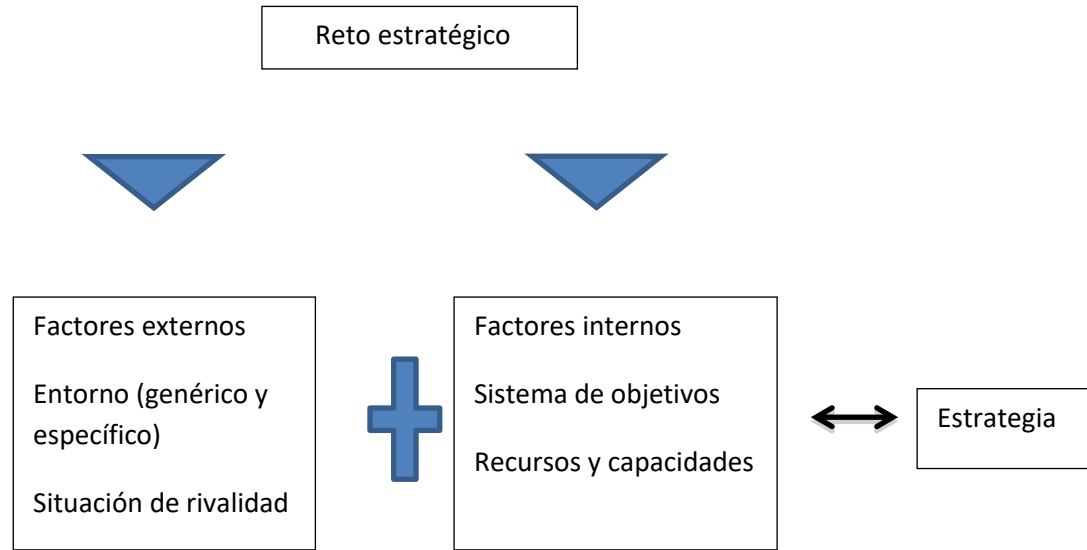 Reto estratégico
Factores externos
Entorno (genérico y
específico)
Situación de rivalidad
Factores internos
Sistema de objetivos
Recursos y capacidades
Estrategia